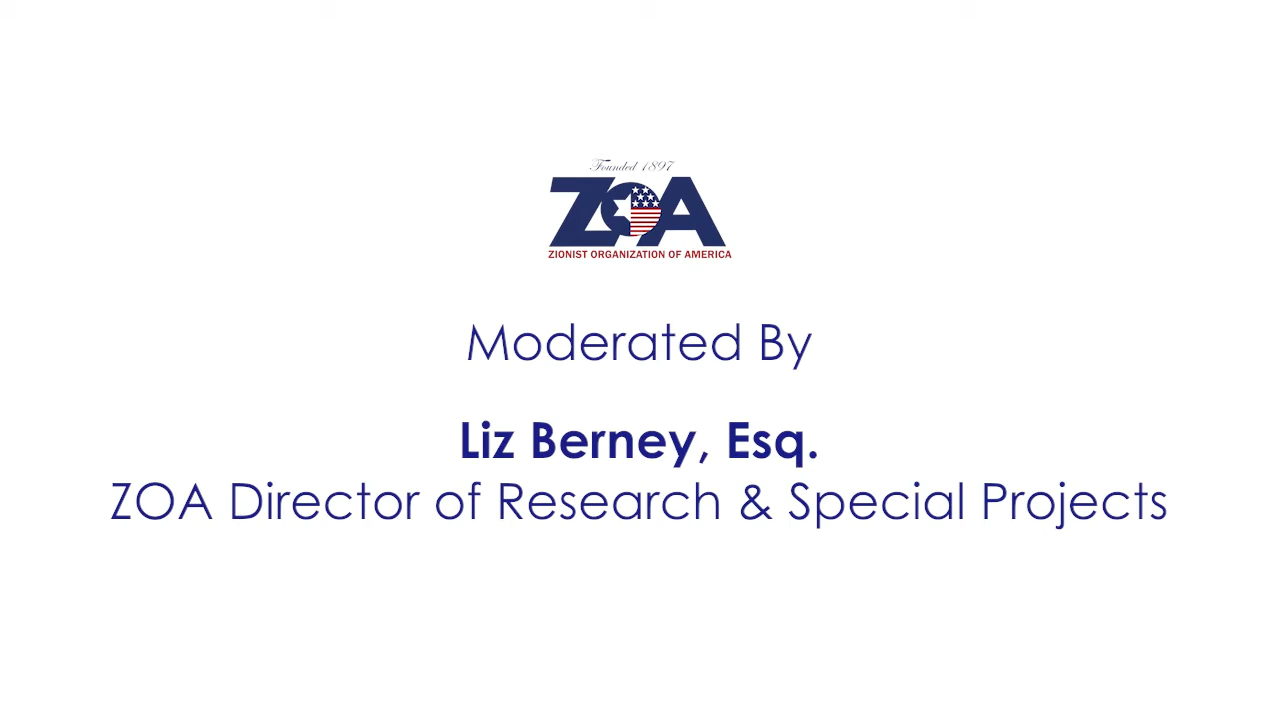 Founded 1897
ZOA
ZIONIST ORGANIZATION OF AMERICA
Moderated By
Liz Berney, Esq.
ZOA Director of Research & Special Projects